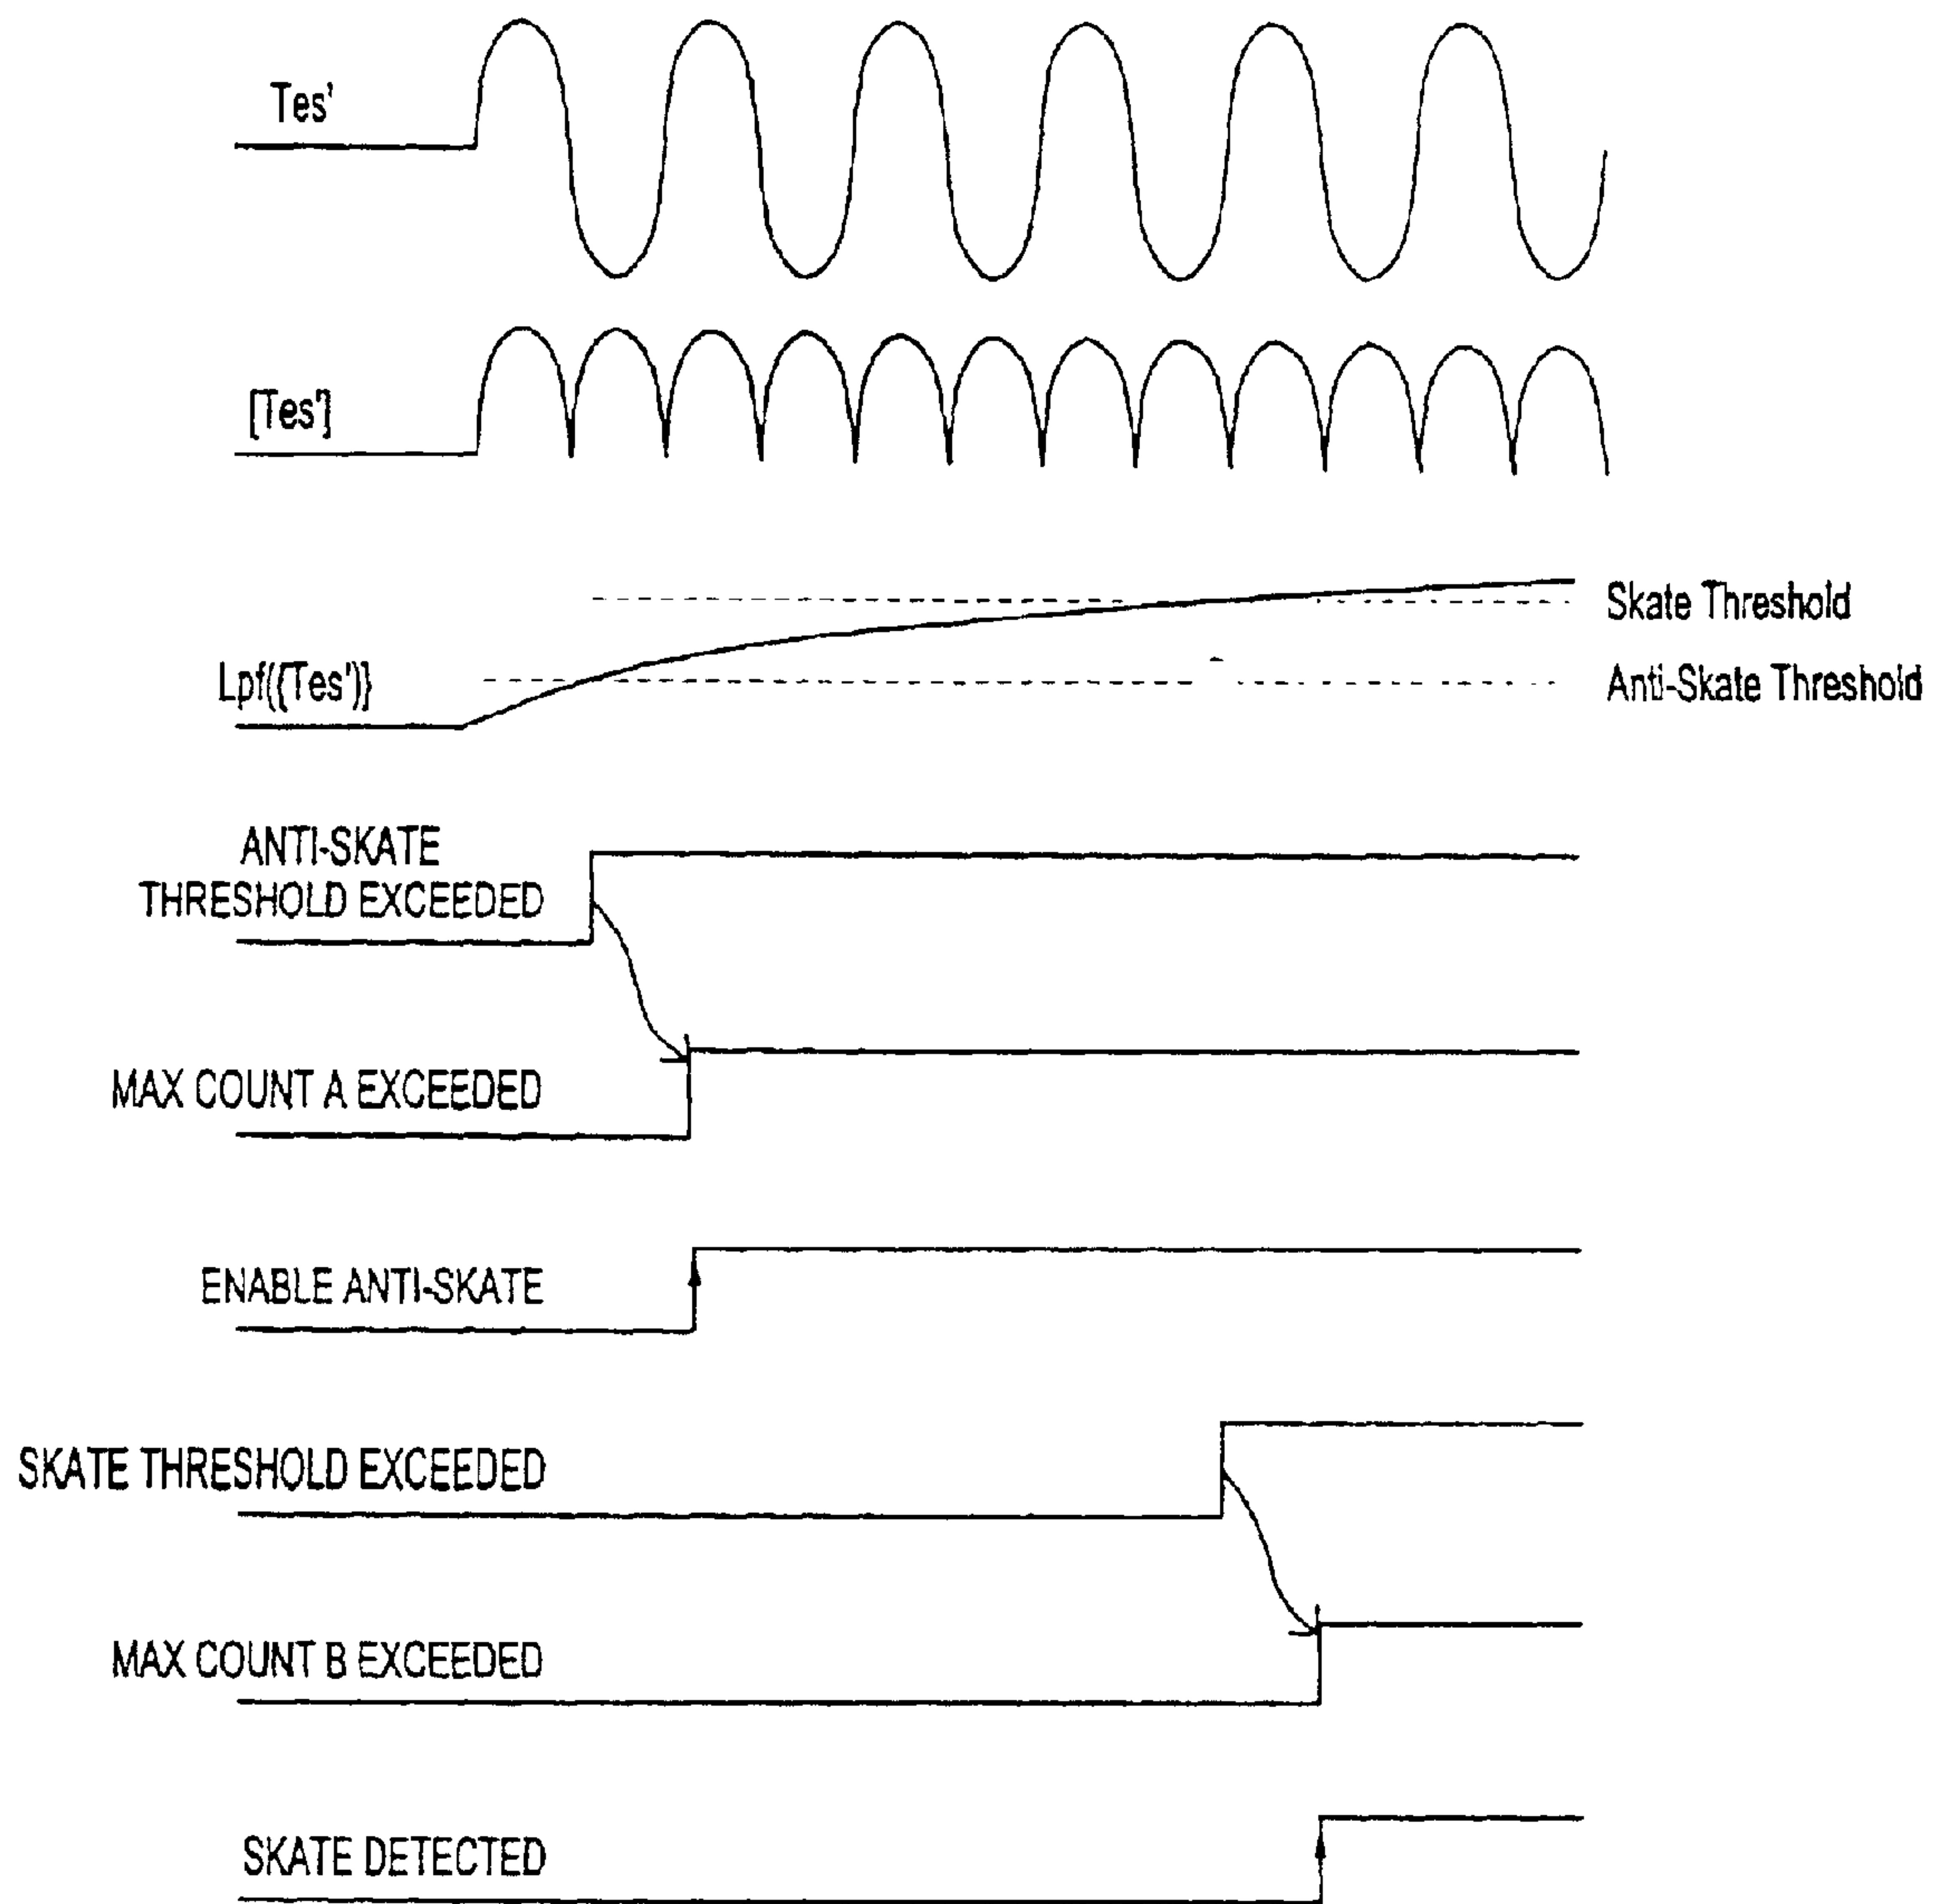 Tes'
[Tes']
Skate Threshold
Lpf([Tes')}
Anti-Skate Threshold
ANTI-SKATE
THRESHOLD EXCEEDED
MAX COUNT A EXCEEDED
ENABLE ANTI-SKATE
SKATE THRESHOLD EXCEEDED
MAX COUNT B EXCEEDED
SKATE DETECTED